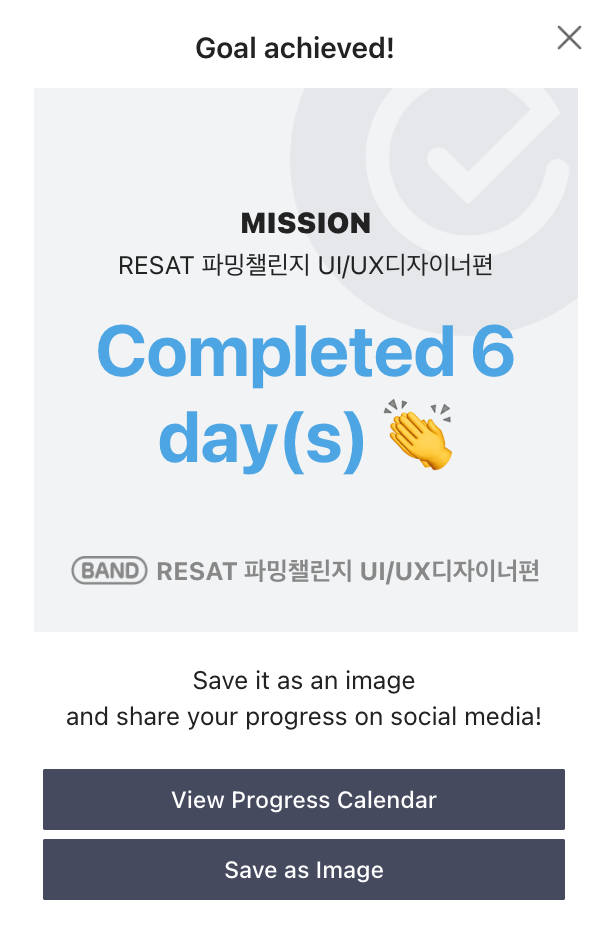 Goal achieved!
MISSION
RESAT 파밍챌린지 UI/UX디자이너편
Completed 6
day(s) 👏
BAND RESAT 파밍챌린지 UI/UX디자이너편
Save it as an image
and share your progress on social media!
View Progress Calendar
Save as Image